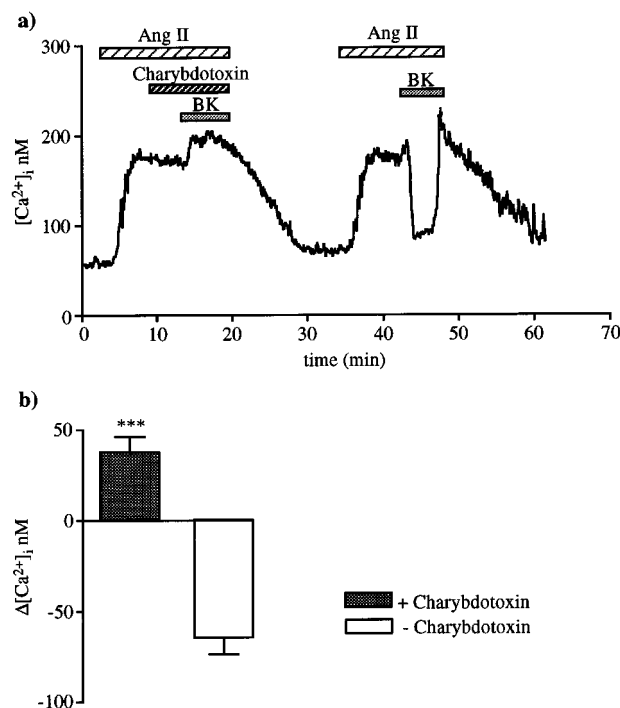 a)
Ang II
Ang II
Charybdotoxin
BK
BK
300
200
100
0
[Ca²⁺]ᵢ nM
0 10 20 30 40 50 60 70
time (min)
b)
***
50
0
-50
-100
Δ[Ca²⁺]ᵢ nM
+ Charybdotoxin
- Charybdotoxin